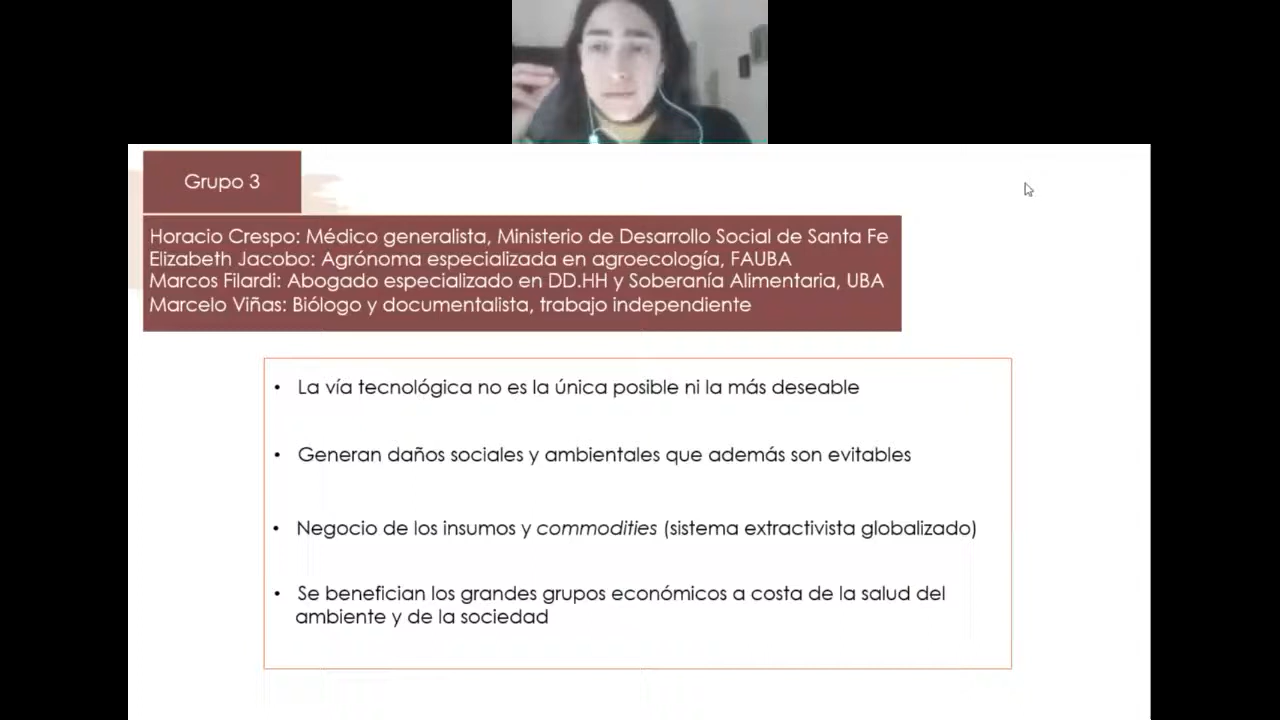 Grupo 3
Horacio Crespo: Médico generalista, Ministerio de Desarrollo Social de Santa Fe
Elizabeth Jacobo: Agrónoma especializada en agroecología, FAUBA
Marcos Filardi: Abogado especializado en DD.HH y Soberanía Alimentaria, UBA
Marcelo Viñas: Biólogo y documentalista, trabajo independiente
• La vía tecnológica no es la única posible ni la más deseable
• Generan daños sociales y ambientales que además son evitables
• Negocio de los insumos y commodities (sistema extractivista globalizado)
• Se benefician los grandes grupos económicos a costa de la salud del
ambiente y de la sociedad